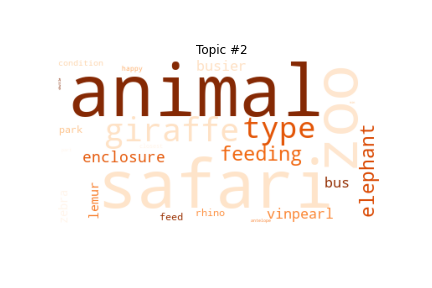 Topic #2
condition
happy
busier
animal
zoo
giraffe
type
park
enclosure
feeding
elephant
safari
bus
lemur
feed
rhino
vinpearl